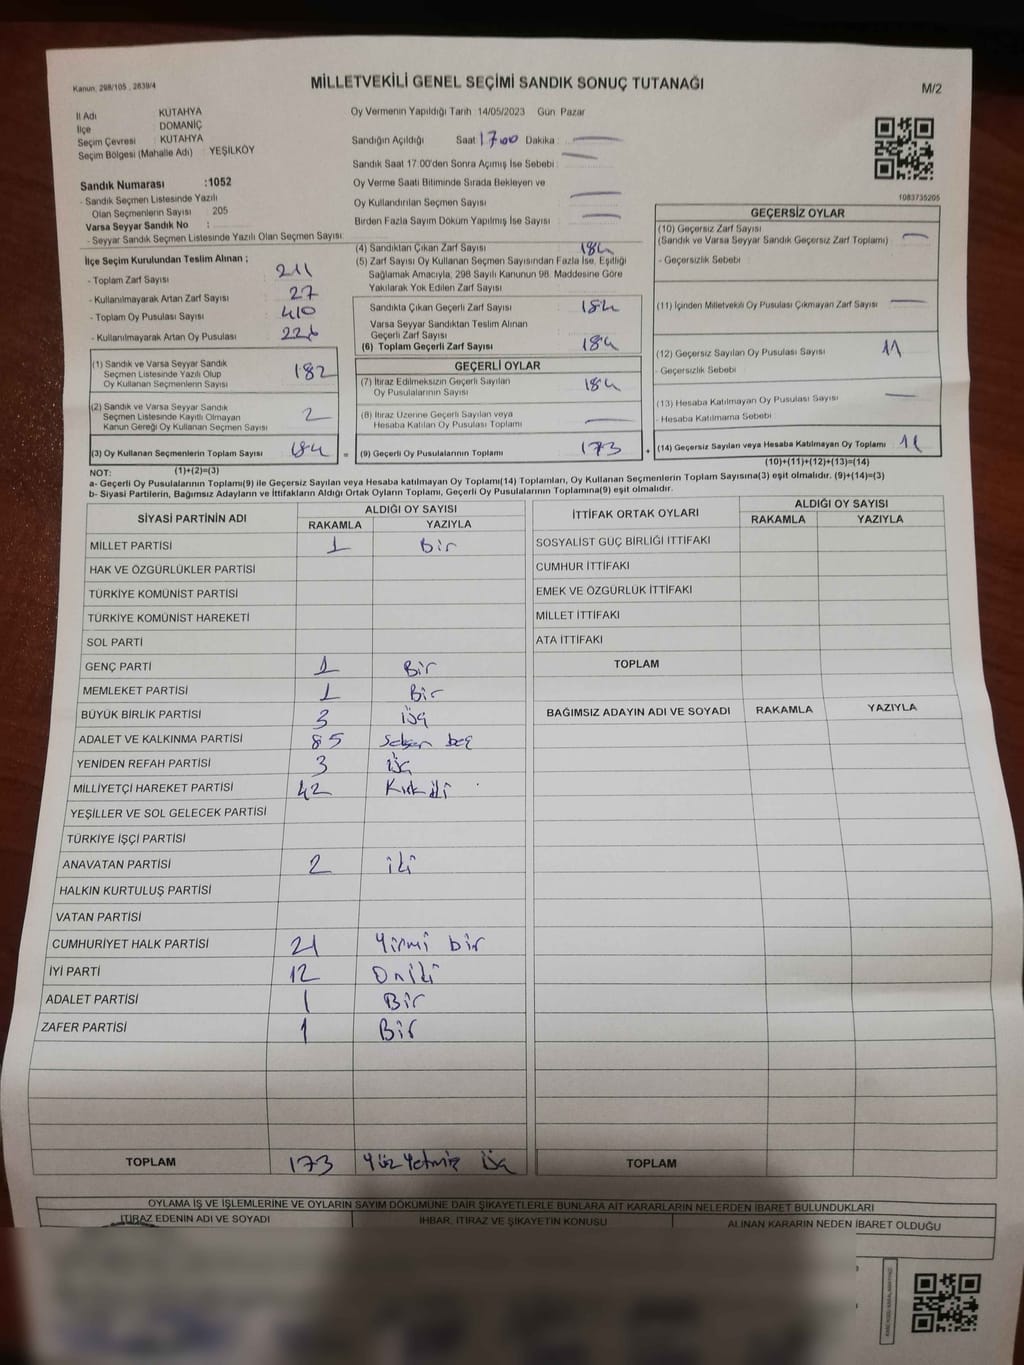 Kanun, 298/105 , 2839/4
MİLLETVEKİLİ GENEL SEÇİMİ SANDIK SONUÇ TUTANAĞI
M/2
İl Adı KÜTAHYA
İlçe DOMANİÇ
Seçim Çevresi KÜTAHYA
Seçim Bölgesi (Mahalle Adı) YEŞİLKÖY
Sandık Numarası :1052
- Sandık Seçmen Listesinde Yazılı
Olan Seçmenlerin Sayısı : 205
Varsa Seyyar Sandık No :
- Seyyar Sandık Seçmen Listesinde Yazılı Olan Seçmen Sayısı:
Oy Vermenin Yapıldığı Tarih 14/05/2023 Gün Pazar
Sandığın Açıldığı Saat 17.00 Dakika : —
Sandık Saat 17:00'den Sonra Açımış İse Sebebi : —
Oy Verme Saati Bitiminde Sırada Bekleyen ve
Oy Kullandırılan Seçmen Sayısı —
Birden Fazla Sayım Döküm Yapılmış İse Sayısı —
1083735205
İlçe Seçim Kurulundan Teslim Alınan ;
- Toplam Zarf Sayısı 211
- Kullanılmayarak Artan Zarf Sayısı 27
- Toplam Oy Pusulası Sayısı 410
- Kullanılmayarak Artan Oy Pusulası 226
(1) Sandık ve Varsa Seyyar Sandık
Seçmen Listesinde Yazılı Olup
Oy Kullanan Seçmenlerin Sayısı 182
(2) Sandık ve Varsa Seyyar Sandık
Seçmen Listesinde Kayıtlı Olmayan
Kanun Gereği Oy Kullanan Seçmen Sayısı 2
(3) Oy Kullanan Seçmenlerin Toplam Sayısı 184 =
(4) Sandıktan Çıkan Zarf Sayısı 184
(5) Zarf Sayısı Oy Kullanan Seçmen Sayısından Fazla İse, Eşitliği
Sağlamak Amacıyla, 298 Sayılı Kanunun 98. Maddesine Göre
Yakılarak Yok Edilen Zarf Sayısı
Sandıkta Çıkan Geçerli Zarf Sayısı 184
Varsa Seyyar Sandıktan Teslim Alınan
Geçerli Zarf Sayısı
(6) Toplam Geçerli Zarf Sayısı 184
GEÇERLİ OYLAR
(7) İtiraz Edilmeksizin Geçerli Sayılan
Oy Pusulalarının Sayısı 184
(8) İtiraz Üzerine Geçerli Sayılan veya
Hesaba Katılan Oy Pusulası Toplamı —
(9) Geçerli Oy Pusulalarının Toplamı 173 +
GEÇERSİZ OYLAR
(10) Geçersiz Zarf Sayısı —
(Sandık ve Varsa Seyyar Sandık Geçersiz Zarf Toplamı)
- Geçersizlik Sebebi :
(11) İçinden Milletvekili Oy Pusulası Çıkmayan Zarf Sayısı —
(12) Geçersiz Sayılan Oy Pusulası Sayısı 11
- Geçersizlik Sebebi :
(13) Hesaba Katılmayan Oy Pusulası Sayısı —
- Hesaba Katılmama Sebebi :
(14) Geçersiz Sayılan veya Hesaba Katılmayan Oy Toplamı 11
NOT: (1)+(2)=(3)
(10)+(11)+(12)+(13)=(14)
a- Geçerli Oy Pusulalarının Toplamı(9) ile Geçersiz Sayılan veya Hesaba katılmayan Oy Toplamı(14) Toplamları, Oy Kullanan Seçmenlerin Toplam Sayısına(3) eşit olmalıdır. (9)+(14)=(3)
b- Siyasi Partilerin, Bağımsız Adayların ve İttifakların Aldığı Ortak Oyların Toplamı, Geçerli Oy Pusulalarının Toplamına(9) eşit olmalıdır.
SİYASİ PARTİNİN ADI
ALDIĞI OY SAYISI
RAKAMLA YAZIYLA
MİLLET PARTİSİ 1 Bir
HAK VE ÖZGÜRLÜKLER PARTİSİ
TÜRKİYE KOMÜNİST PARTİSİ
TÜRKİYE KOMÜNİST HAREKETİ
SOL PARTİ
GENÇ PARTİ 1 Bir
MEMLEKET PARTİSİ 1 Bir
BÜYÜK BİRLİK PARTİSİ 3 üç
ADALET VE KALKINMA PARTİSİ 85 Seksen beş
YENİDEN REFAH PARTİSİ 3 üç
MİLLİYETÇİ HAREKET PARTİSİ 42 Kırk iki
YEŞİLLER VE SOL GELECEK PARTİSİ
TÜRKİYE İŞÇİ PARTİSİ
ANAVATAN PARTİSİ 2 iki
HALKIN KURTULUŞ PARTİSİ
VATAN PARTİSİ
CUMHURİYET HALK PARTİSİ 21 Yirmi bir
İYİ PARTİ 12 Oniki
ADALET PARTİSİ 1 Bir
ZAFER PARTİSİ 1 Bir
TOPLAM 173 Yüz Yetmiş üç
İTTİFAK ORTAK OYLARI
ALDIĞI OY SAYISI
RAKAMLA YAZIYLA
SOSYALİST GÜÇ BİRLİĞİ İTTİFAKI
CUMHUR İTTİFAKI
EMEK VE ÖZGÜRLÜK İTTİFAKI
MİLLET İTTİFAKI
ATA İTTİFAKI
TOPLAM
BAĞIMSIZ ADAYIN ADI VE SOYADI RAKAMLA YAZIYLA
TOPLAM
OYLAMA İŞ VE İŞLEMLERİNE VE OYLARIN SAYIM DÖKÜMÜNE DAİR ŞİKAYETLERLE BUNLARA AİT KARARLARIN NELERDEN İBARET BULUNDUKLARI
İTİRAZ EDENİN ADI VE SOYADI
İHBAR, İTİRAZ VE ŞİKAYETİN KONUSU
ALINAN KARARIN NEDEN İBARET OLDUĞU